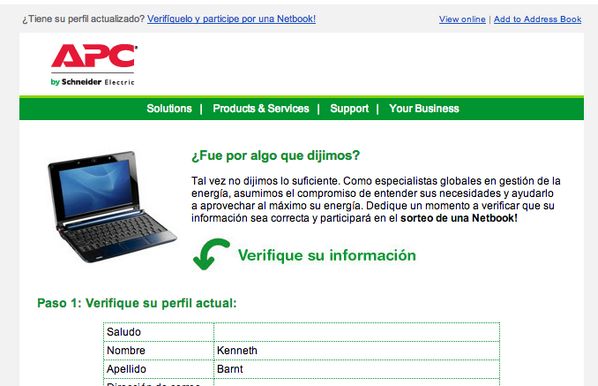 ¿Tiene su perfil actualizado? Verifíquelo y participe por una Netbook!
View online | Add to Address Book
APC
by Schneider Electric
Solutions | Products & Services | Support | Your Business
¿Fue por algo que dijimos?
Tal vez no dijimos lo suficiente. Como especialistas globales en gestión de la
energía, asumimos el compromiso de entender sus necesidades y ayudarlo
a aprovechar al máximo su energía. Dedique un momento a verificar que su
información sea correcta y participará en el sorteo de una Netbook!
Verifique su información
Paso 1: Verifique su perfil actual:
Saludo
Nombre Kenneth
Apellido Barnt
Dirección de correo